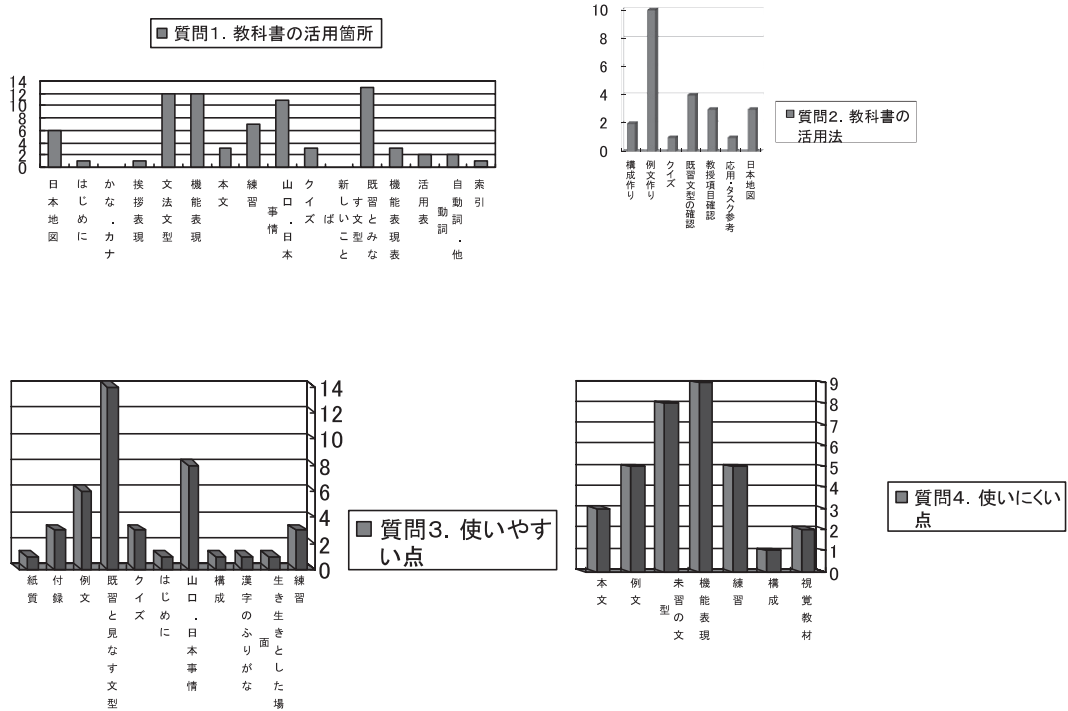 質問1．教科書の活用箇所
14
12
10
8
6
4
2
0
日本地図
はじめに
かな．カナ
挨拶表現
文法文型
機能表現
本文
練習
山口．日本
事情
クイズ
新しいこと
ば
既習とみな
す文型
機能表現表
活用表
自動詞．他
動詞
索引
10
8
6
4
2
0
構成作り
例文作り
クイズ
既習文型の確認
教授項目確認
応用・タスク参考
日本地図
質問2．教科書の
活用法
14
12
10
8
6
4
2
0
紙質
付録
例文
既習と見なす文型
クイズ
はじめに
山口．日本事情
構成
漢字のふりがな
生き生きとした場
面
練習
質問3．使いやす
い点
9
8
7
6
5
4
3
2
1
0
本文
例文
未習の文
型
機能表現
練習
構成
視覚教材
質問4．使いにくい
点